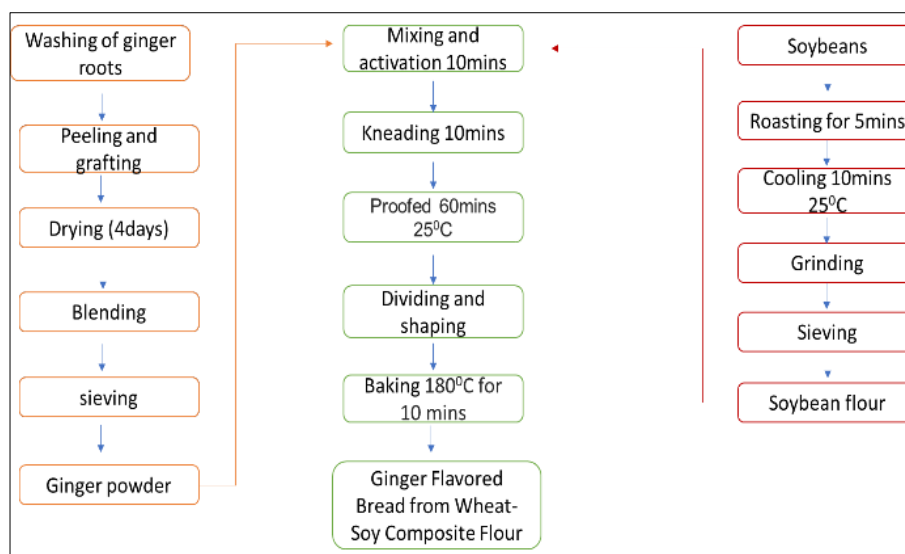 Washing of ginger
roots
Peeling and
grafting
Drying (4days)
Blending
sieving
Ginger powder
Mixing and
activation 10mins
Kneading 10mins
Proofed 60mins
25⁰C
Dividing and
shaping
Baking 180⁰C for
10 mins
Ginger Flavored
Bread from Wheat-
Soy Composite Flour
Soybeans
Roasting for 5mins
Cooling 10mins
25⁰C
Grinding
Sieving
Soybean flour